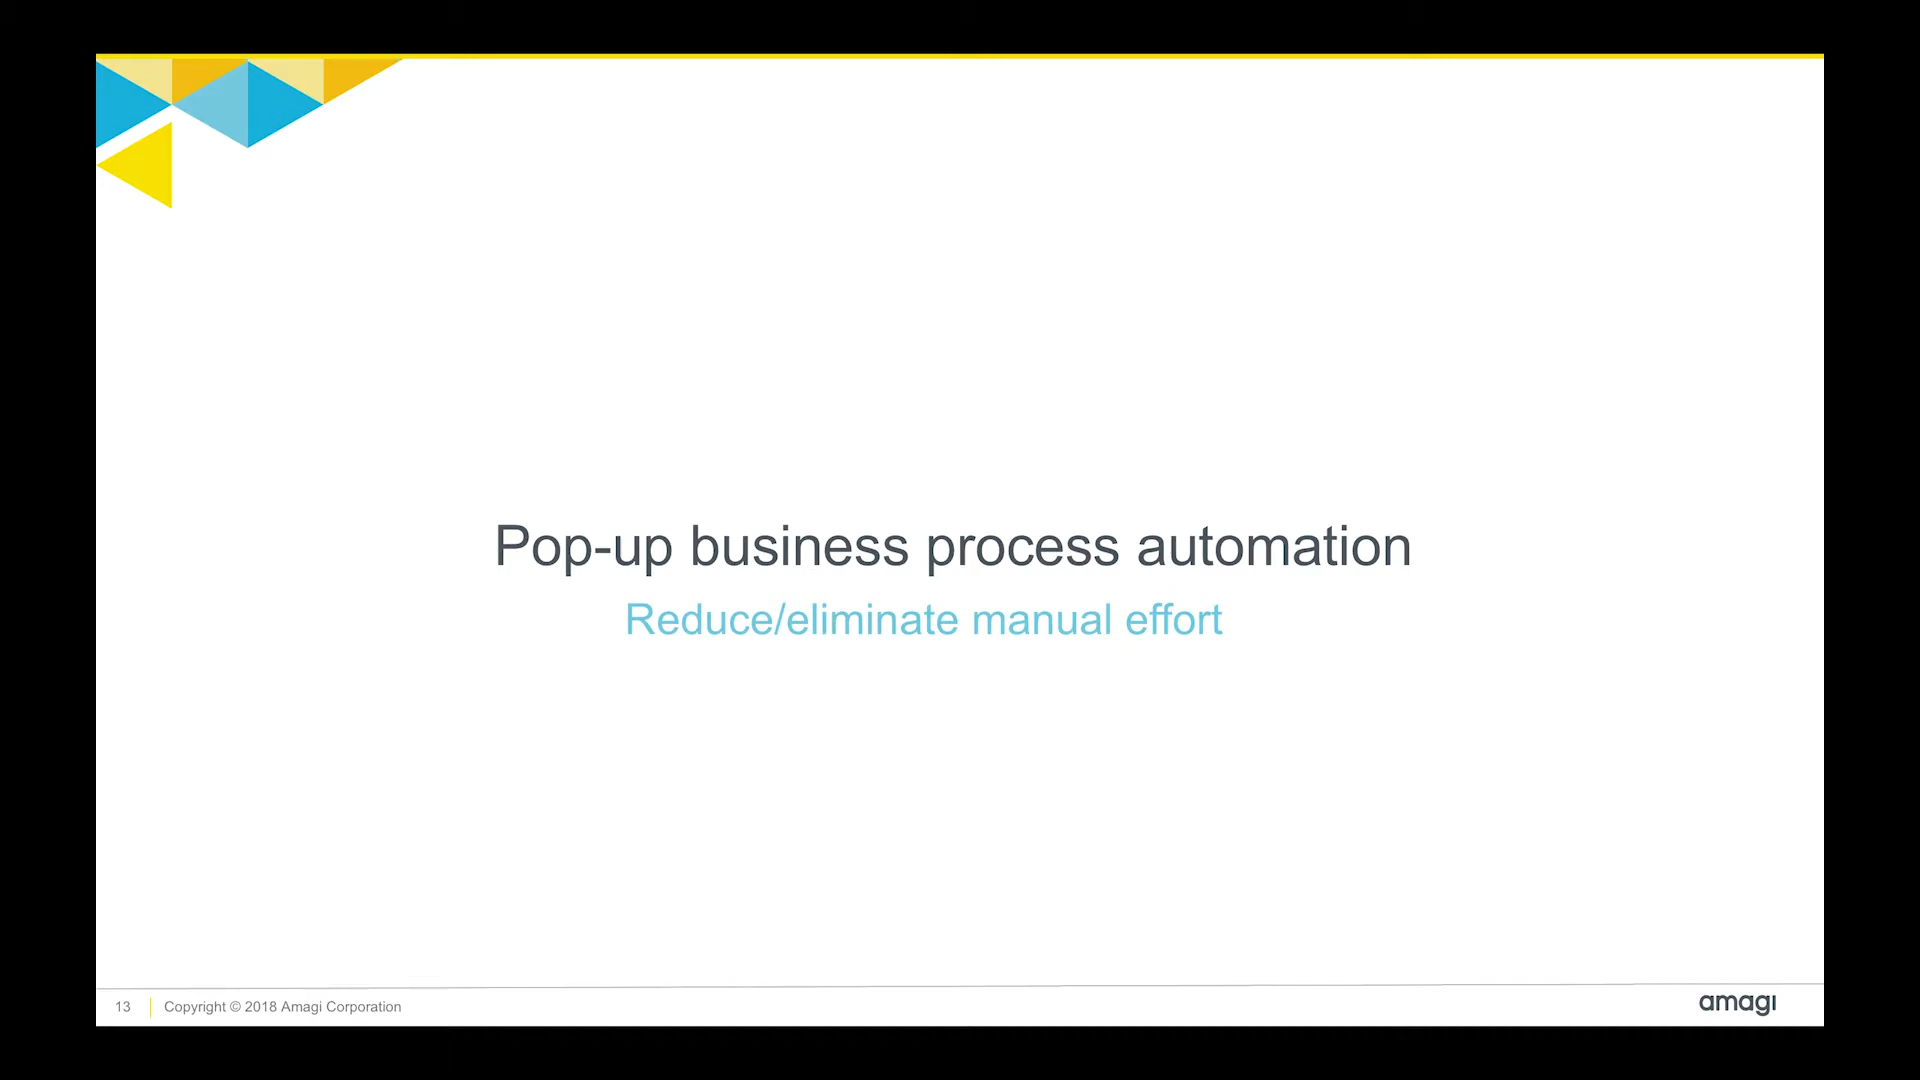 Pop-up business process automation
Reduce/eliminate manual effort
13
Copyright © 2018 Amagi Corporation
amagi